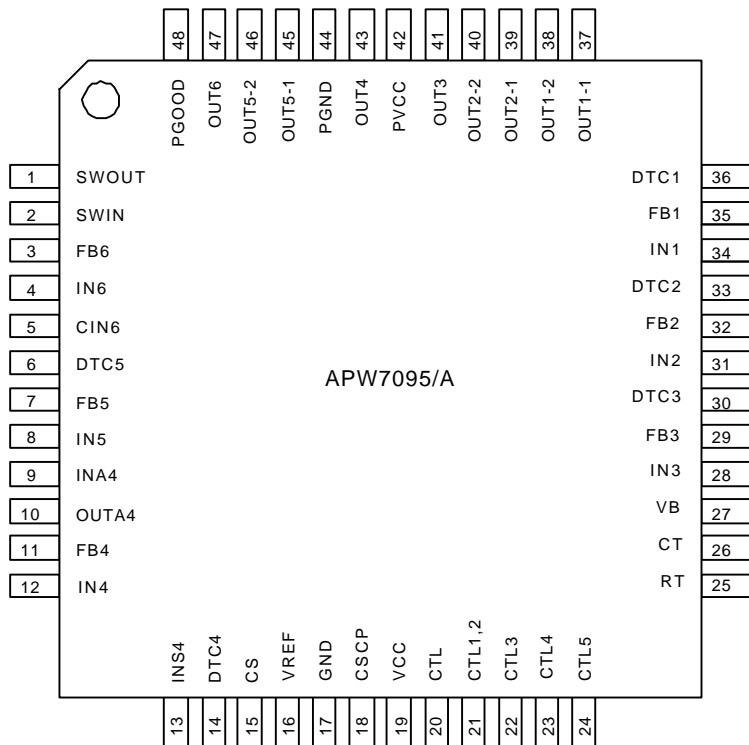 48 47 46 45 44 43 42 41 40 39 38 37
PGOOD OUT6 OUT5-2 OUT5-1 PGND OUT4 PVCC OUT3 OUT2-2 OUT2-1 OUT1-2 OUT1-1
1 SWOUT DTC1 36
2 SWIN FB1 35
3 FB6 IN1 34
4 IN6 DTC2 33
5 CIN6 FB2 32
6 DTC5 IN2 31
APW7095/A
7 FB5 DTC3 30
8 IN5 FB3 29
9 INA4 IN3 28
10 OUTA4 VB 27
11 FB4 CT 26
12 IN4 RT 25
INS4 DTC4 CS VREF GND CSCP VCC CTL CTL1,2 CTL3 CTL4 CTL5
13 14 15 16 17 18 19 20 21 22 23 24